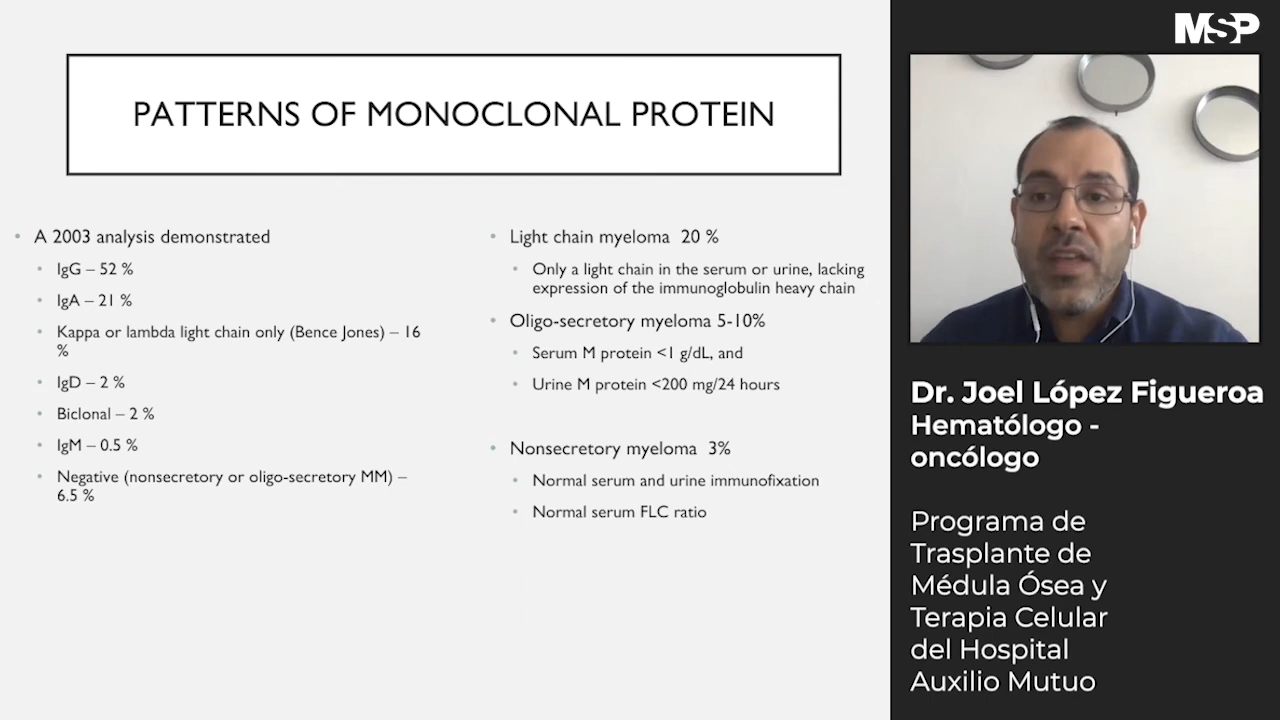 MSP
PATTERNS OF MONOCLONAL PROTEIN
• A 2003 analysis demonstrated
• IgG – 52 %
• IgA – 21 %
• Kappa or lambda light chain only (Bence Jones) – 16
%
• IgD – 2 %
• Biclonal – 2 %
• IgM – 0.5 %
• Negative (nonsecretory or oligo-secretory MM) –
6.5 %
• Light chain myeloma 20 %
• Only a light chain in the serum or urine, lacking
expression of the immunoglobulin heavy chain
• Oligo-secretory myeloma 5-10%
• Serum M protein <1 g/dL, and
• Urine M protein <200 mg/24 hours
• Nonsecretory myeloma 3%
• Normal serum and urine immunofixation
• Normal serum FLC ratio
Dr. Joel López Figueroa
Hematólogo -
oncólogo
Programa de
Trasplante de
Médula Ósea y
Terapia Celular
del Hospital
Auxilio Mutuo